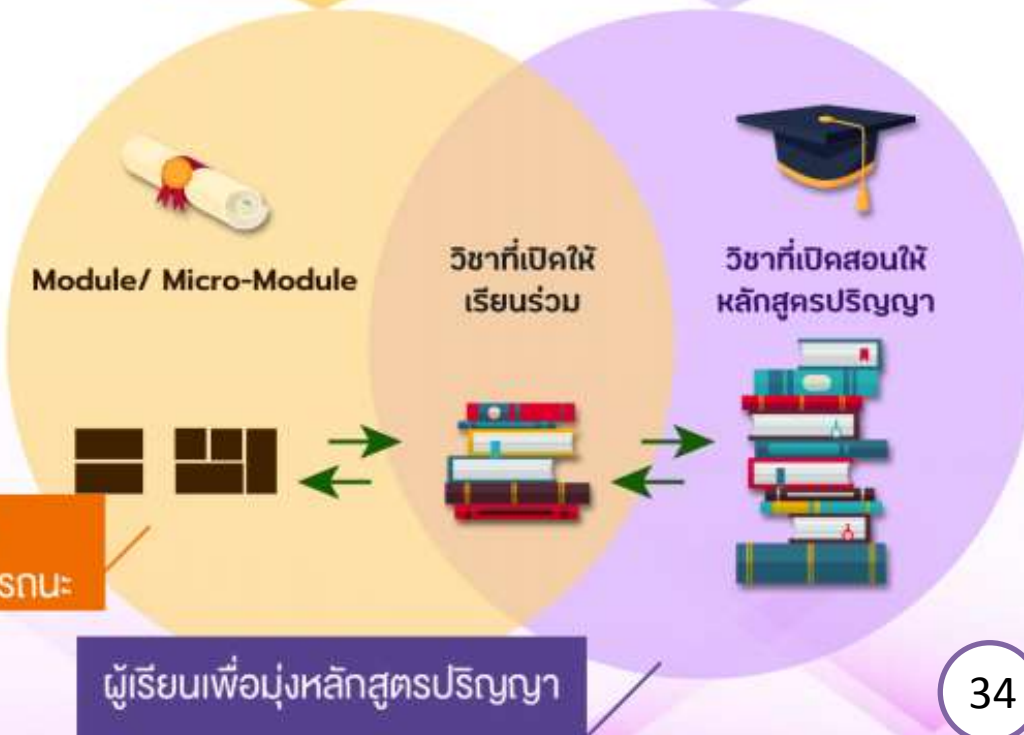 Module/ Micro-Module
วิชาที่เปิดให้
เรียนร่วม
วิชาที่เปิดสอนให้
หลักสูตรปริญญา
ผู้เรียนเพื่อมุ่งหลักสูตรปริญญา
34